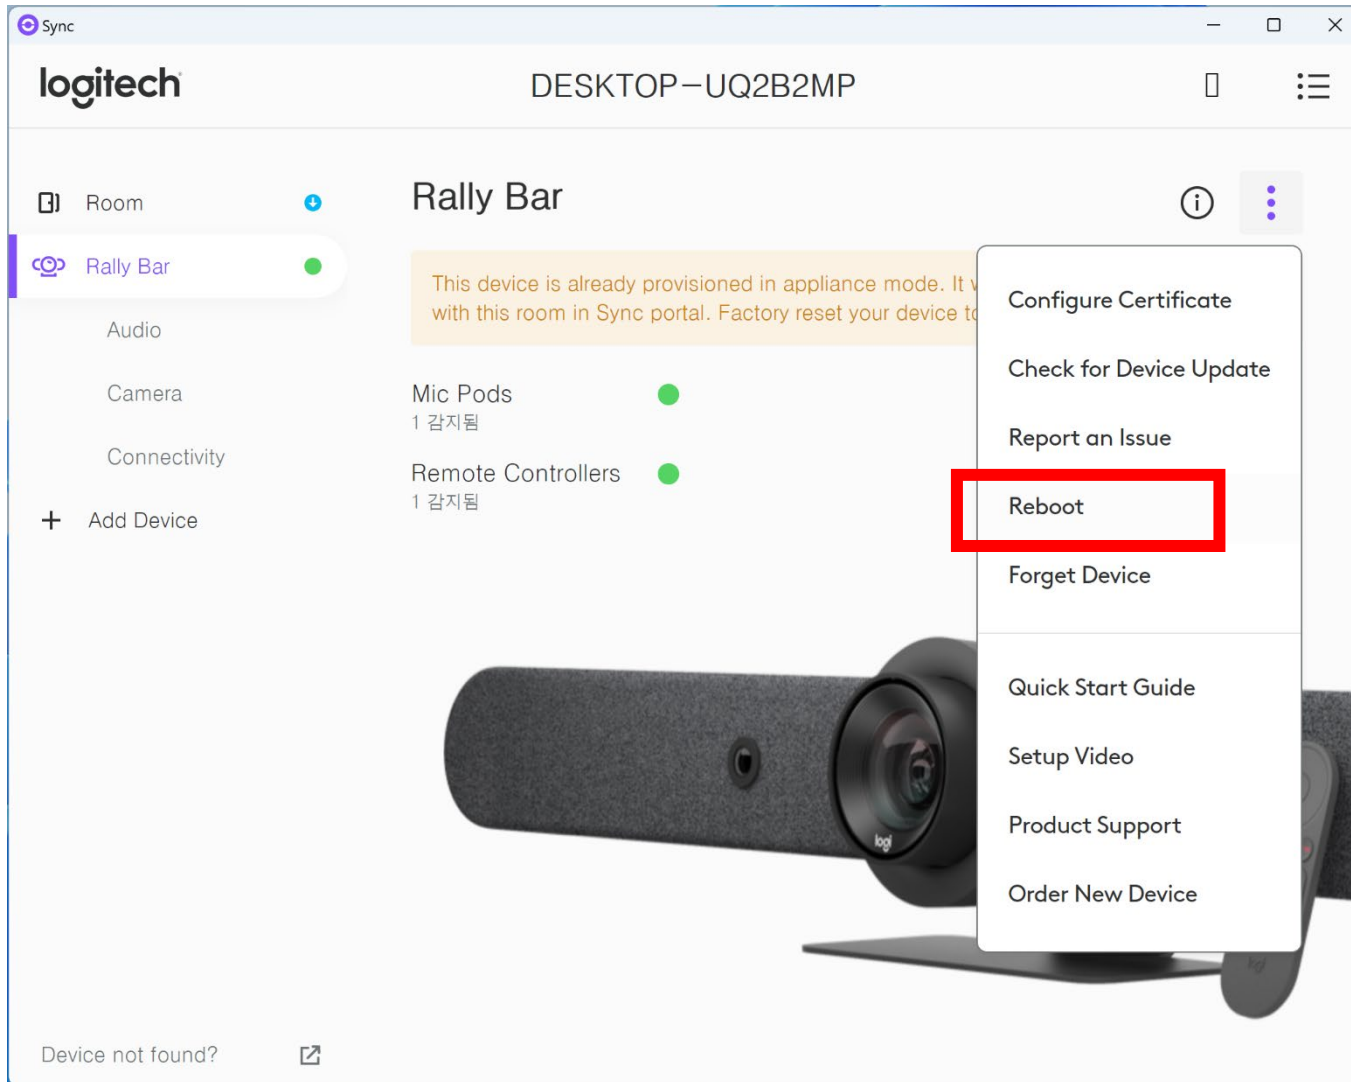 Sync
logitech
DESKTOP-UQ2B2MP
Room
Rally Bar
Audio
Camera
Connectivity
Add Device
Device not found?
Rally Bar
This device is already provisioned in appliance mode. It
with this room in Sync portal. Factory reset your device
Mic Pods
1 감지됨
Remote Controllers
1 감지됨
Configure Certificate
Check for Device Update
Report an Issue
Reboot
Forget Device
Quick Start Guide
Setup Video
Product Support
Order New Device
logi